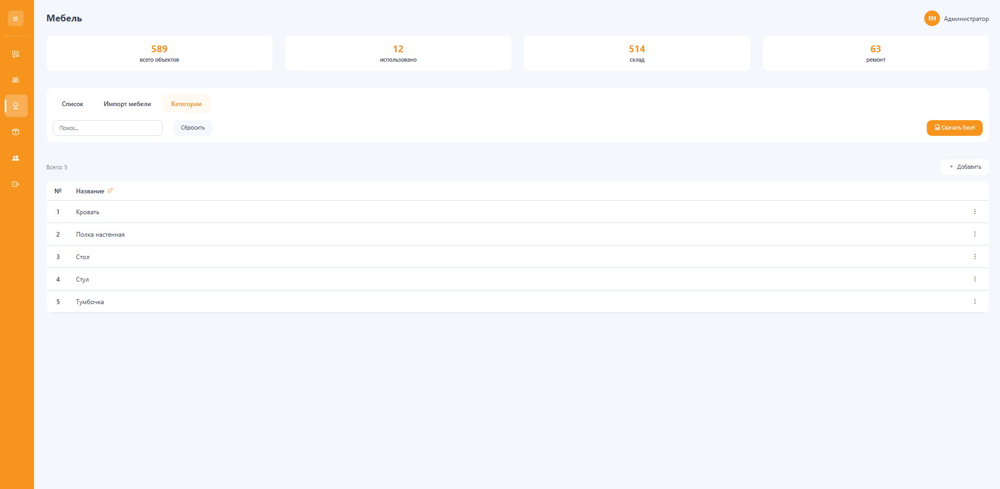 Мебель
ЕН Администратор
589
всего объектов
12
использовано
514
склад
63
ремонт
Список Импорт мебели Категории
Поиск... Сбросить Скачать Excel
Всего: 5 + Добавить
№ Название
1 Кровать
2 Полка настенная
3 Стол
4 Стул
5 Тумбочка